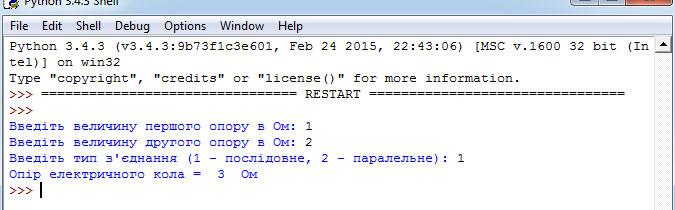 Python 3.4.3 Shell
File Edit Shell Debug Options Window Help
Python 3.4.3 (v3.4.3:9b73f1c3e601, Feb 24 2015, 22:43:06) [MSC v.1600 32 bit (In
tel)] on win32
Type "copyright", "credits" or "license()" for more information.
>>> ================================ RESTART ================================
>>>
Введіть величину першого опору в Ом: 1
Введіть величину другого опору в Ом: 2
Введіть тип з'єднання (1 - послідовне, 2 - паралельне): 1
Опір електричного кола =  3  Ом
>>>